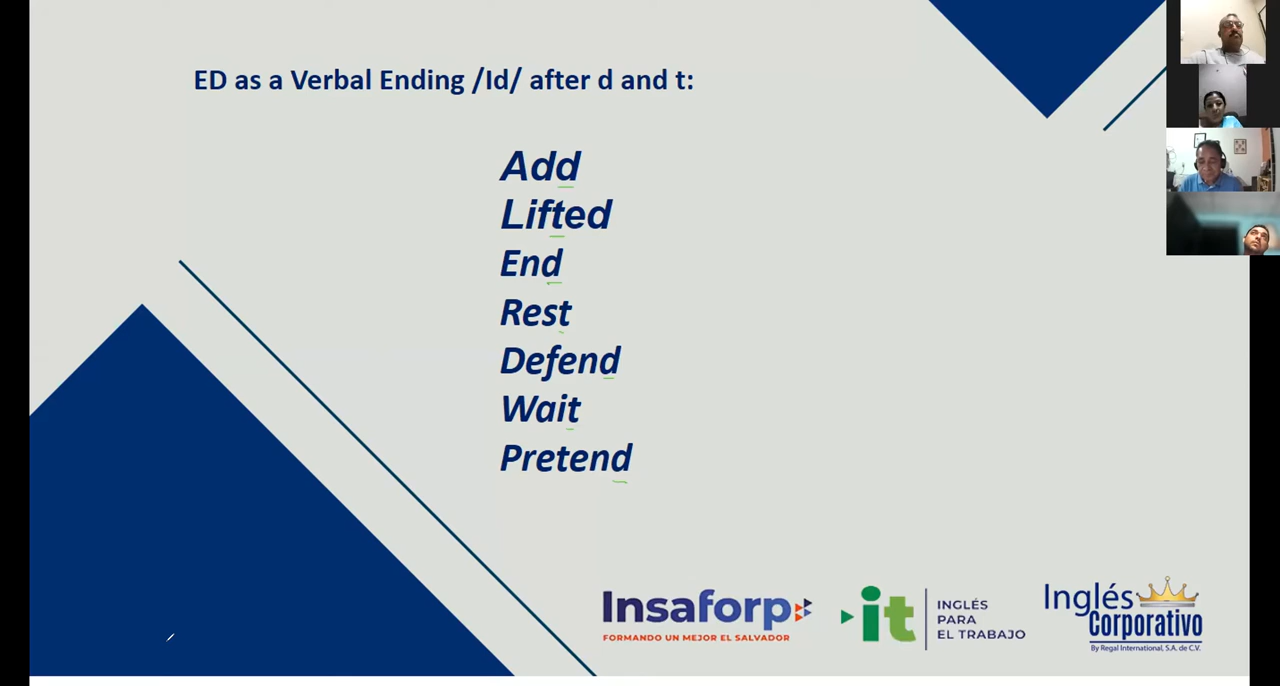 ED as a Verbal Ending /Id/ after d and t:
Add
Lifted
End
Rest
Defend
Wait
Pretend
Insaforp
FORMANDO UN MEJOR EL SALVADOR
it
INGLÉS
PARA
EL TRABAJO
Inglés
Corporativo
By Regal International, S.A. de C.V.